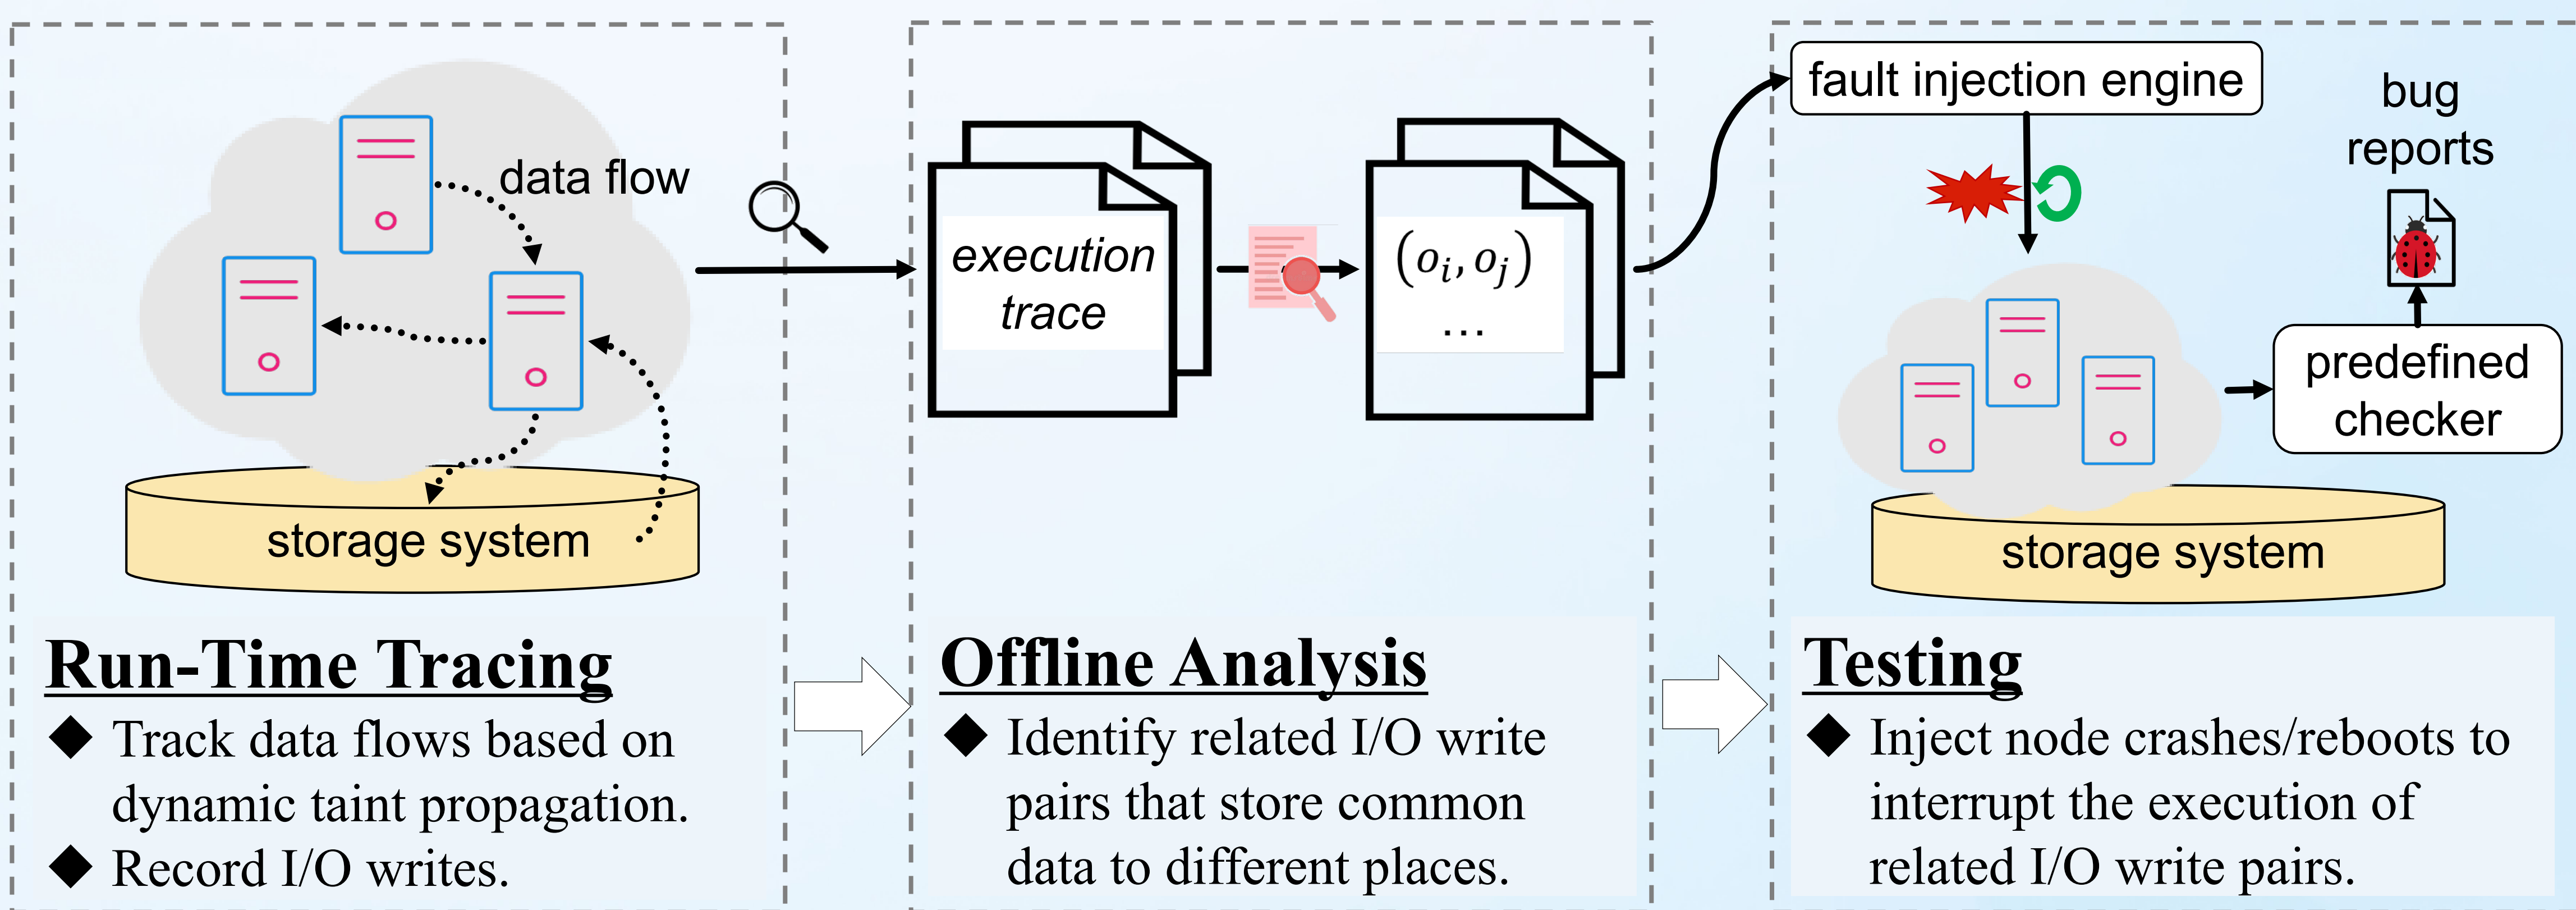 data flow
storage system
Run-Time Tracing
◆ Track data flows based on
dynamic taint propagation.
◆ Record I/O writes.
execution
trace
(oᵢ, oⱼ)
...
Offline Analysis
◆ Identify related I/O write
pairs that store common
data to different places.
fault injection engine
bug
reports
predefined
checker
storage system
Testing
◆ Inject node crashes/reboots to
interrupt the execution of
related I/O write pairs.